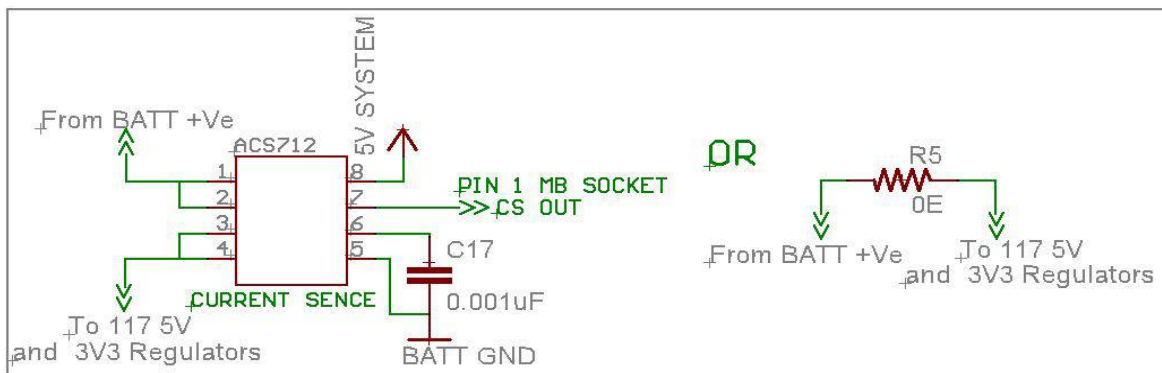 From BATT +Ve
ACS712
5V SYSTEM
1
2
3
4
8
7
6
5
PIN 1 MB SOCKET
CS OUT
C17
0.001uF
CURRENT SENCE
To 117 5V
and 3V3 Regulators
BATT GND
OR
R5
0E
From BATT +Ve
To 117 5V
and 3V3 Regulators